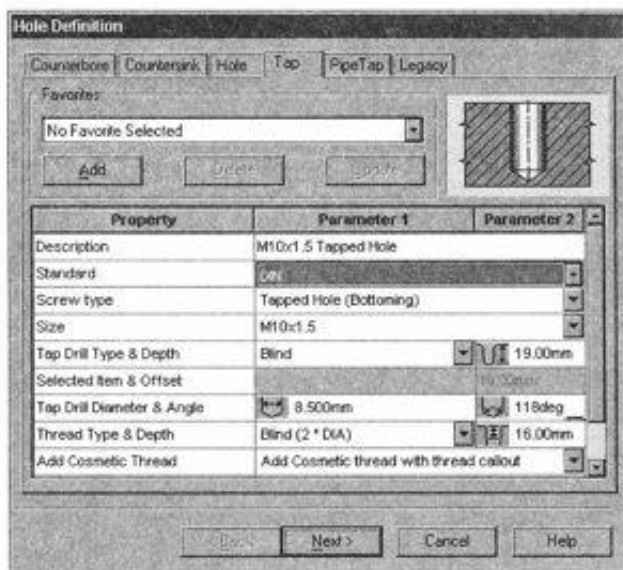 Hole Definition
Counterbore Countersink Hole Tap PipeTap Legacy
Favorites
No Favorite Selected
Add Delete Update
Property Parameter 1 Parameter 2
Description M10x1.5 Tapped Hole
Standard DIN
Screw type Tapped Hole (Bottoming)
Size M10x1.5
Tap Drill Type & Depth Blind 19.00mm
Selected Item & Offset
Tap Drill Diameter & Angle 8.500mm 118deg
Thread Type & Depth Blind (2 * DIA) 16.00mm
Add Cosmetic Thread Add Cosmetic thread with thread callout
< Back Next > Cancel Help